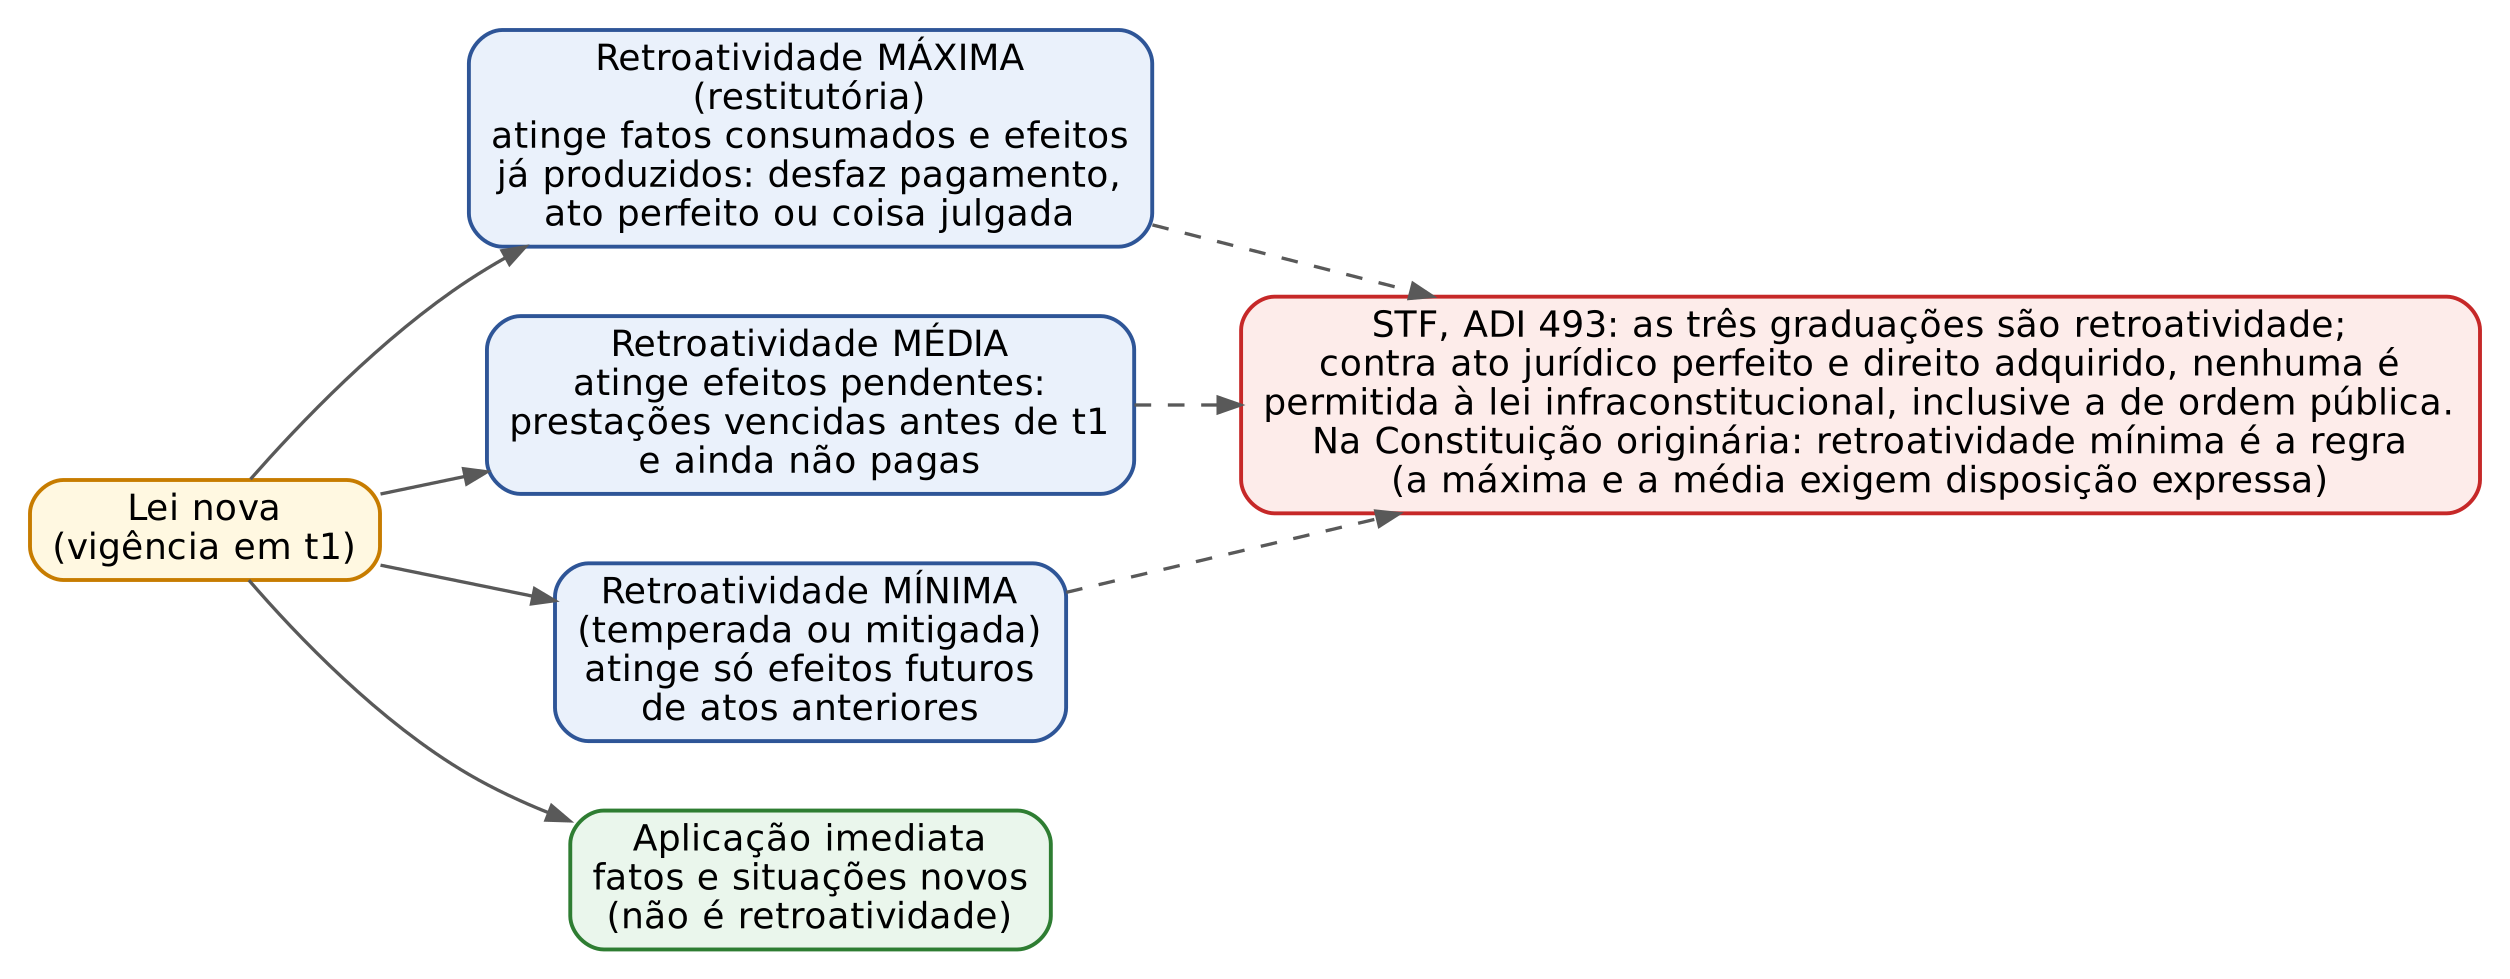 Lei nova
(vigência em t1)
Retroatividade MÁXIMA
(restitutória)
atinge fatos consumados e efeitos
já produzidos: desfaz pagamento,
ato perfeito ou coisa julgada
Retroatividade MÉDIA
atinge efeitos pendentes:
prestações vencidas antes de t1
e ainda não pagas
Retroatividade MÍNIMA
(temperada ou mitigada)
atinge só efeitos futuros
de atos anteriores
Aplicação imediata
fatos e situações novos
(não é retroatividade)
STF, ADI 493: as três graduações são retroatividade;
contra ato jurídico perfeito e direito adquirido, nenhuma é
permitida à lei infraconstitucional, inclusive a de ordem pública.
Na Constituição originária: retroatividade mínima é a regra
(a máxima e a média exigem disposição expressa)